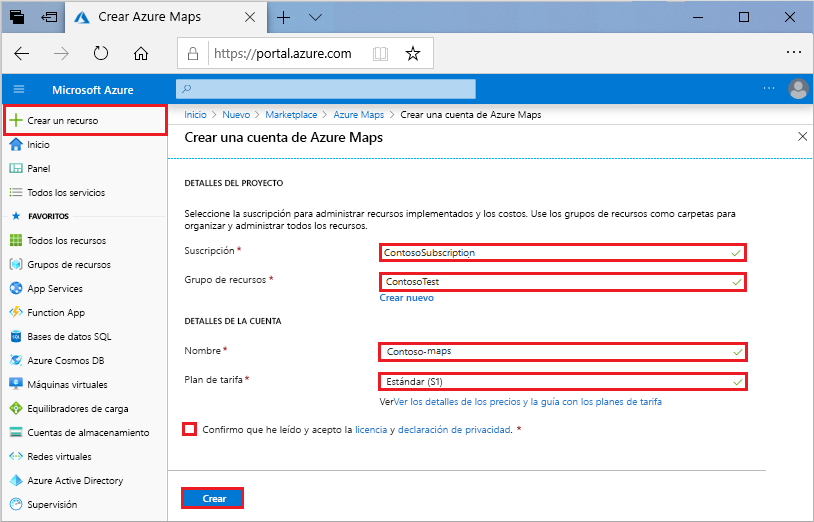 Crear Azure Maps
https://portal.azure.com
Microsoft Azure
Crear un recurso
Inicio
Panel
Todos los servicios
FAVORITOS
Todos los recursos
Grupos de recursos
App Services
Function App
Bases de datos SQL
Azure Cosmos DB
Máquinas virtuales
Equilibradores de carga
Cuentas de almacenamiento
Redes virtuales
Azure Active Directory
Supervisión
Inicio > Nuevo > Marketplace > Azure Maps > Crear una cuenta de Azure Maps
Crear una cuenta de Azure Maps
DETALLES DEL PROYECTO
Seleccione la suscripción para administrar recursos implementados y los costos. Use los grupos de recursos como carpetas para
organizar y administrar todos los recursos.
Suscripción * ContosoSubscription
Grupo de recursos * ContosoTest
Crear nuevo
DETALLES DE LA CUENTA
Nombre * Contoso-maps
Plan de tarifa * Estándar (S1)
VerVer los detalles de los precios y la guía con los planes de tarifa
Confirmo que he leído y acepto la licencia y declaración de privacidad. *
Crear